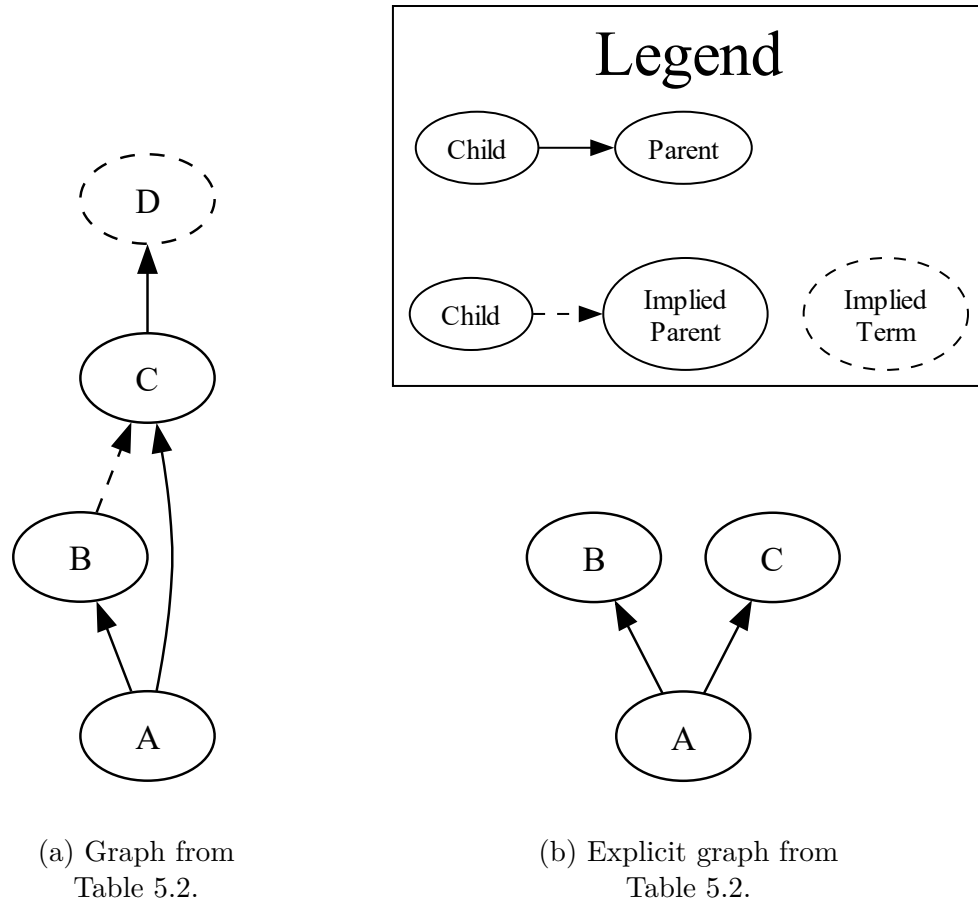 Legend
Child
Parent
Child
Implied
Parent
Implied
Term
D
C
B
A
B
C
A
(a) Graph from
Table 5.2.
(b) Explicit graph from
Table 5.2.